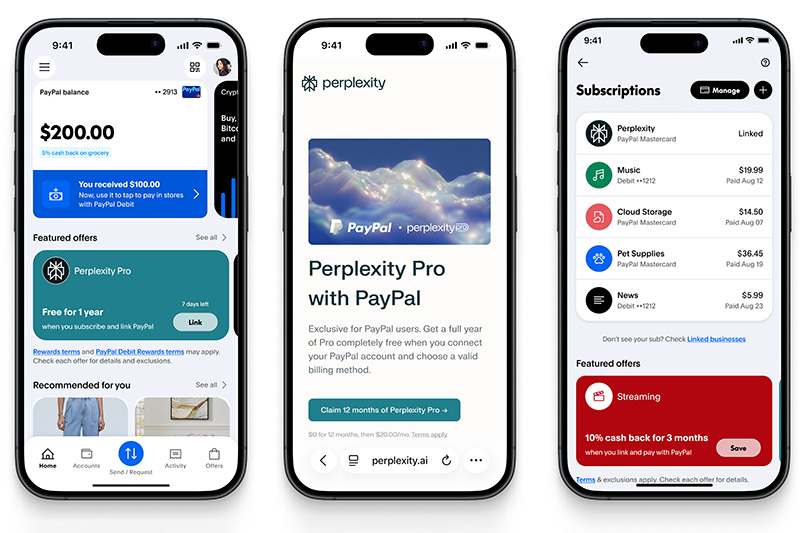 9:41
PayPal balance
•• 2913
PayPal
$200.00
5% cash back on grocery
You received $100.00
Now, use it to tap to pay in stores
with PayPal Debit
Crypt
Buy,
Bitco
and
Featured offers
See all
Perplexity Pro
Free for 1 year
when you subscribe and link PayPal
7 days left
Link
Rewards terms and PayPal Debit Rewards terms may apply.
Check each offer for details and exclusions.
Recommended for you
See all
Home
Accounts
Send / Request
Activity
Offers
9:41
perplexity
PayPal • perplexity pro
Perplexity Pro
with PayPal
Exclusive for PayPal users. Get a full year
of Pro completely free when you connect
your PayPal account and choose a valid
billing method.
Claim 12 months of Perplexity Pro →
$0 for 12 months, then $20.00/mo. Terms apply.
perplexity.ai
9:41
Subscriptions
Manage
Perplexity
PayPal Mastercard
Linked
Music
Debit ••1212
$19.99
Paid Aug 12
Cloud Storage
PayPal Mastercard
$14.50
Paid Aug 07
Pet Supplies
PayPal Mastercard
$36.45
Paid Aug 19
News
Debit ••1212
$5.99
Paid Aug 23
Don't see your sub? Check Linked businesses
Featured offers
Streaming
10% cash back for 3 months
when you link and pay with PayPal
Save
Terms & exclusions apply. Check each offer for details.